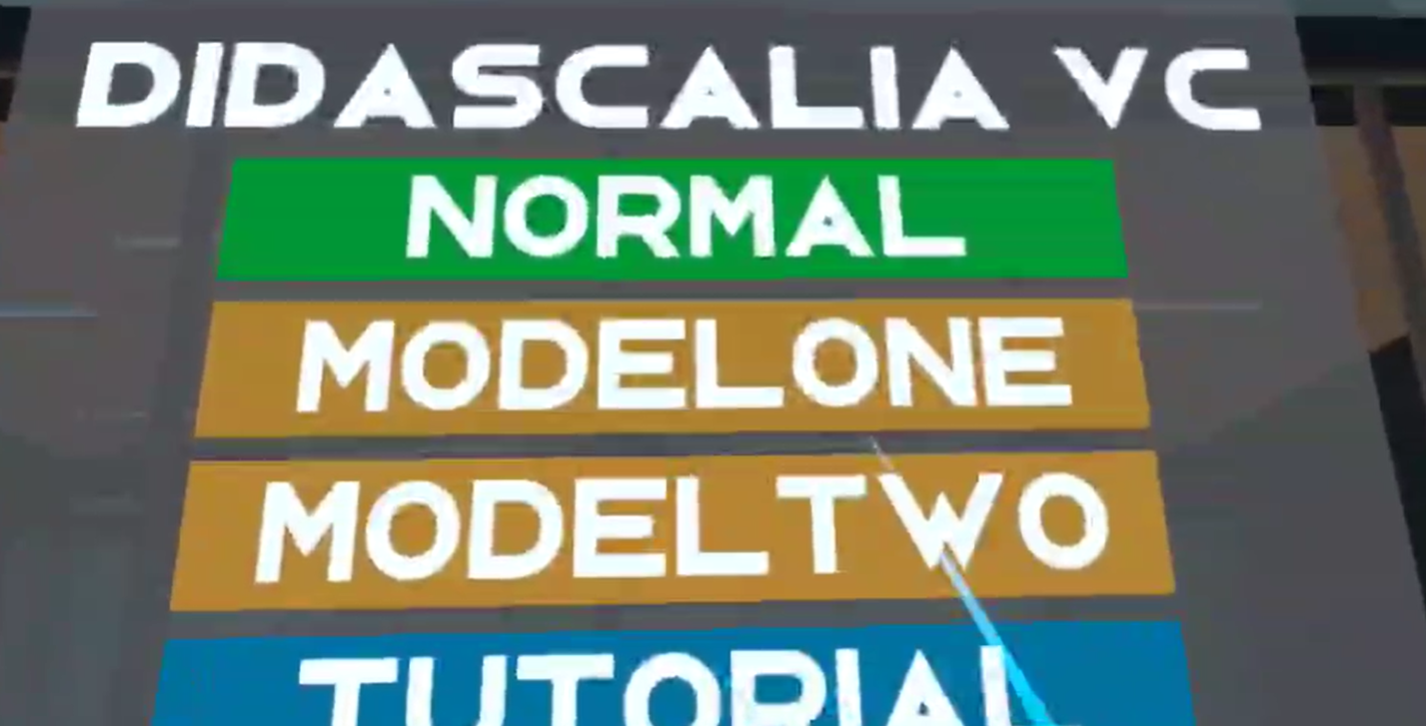 DIDASCALIA VC
NORMAL
MODELONE
MODELTWO
TUTORIAL